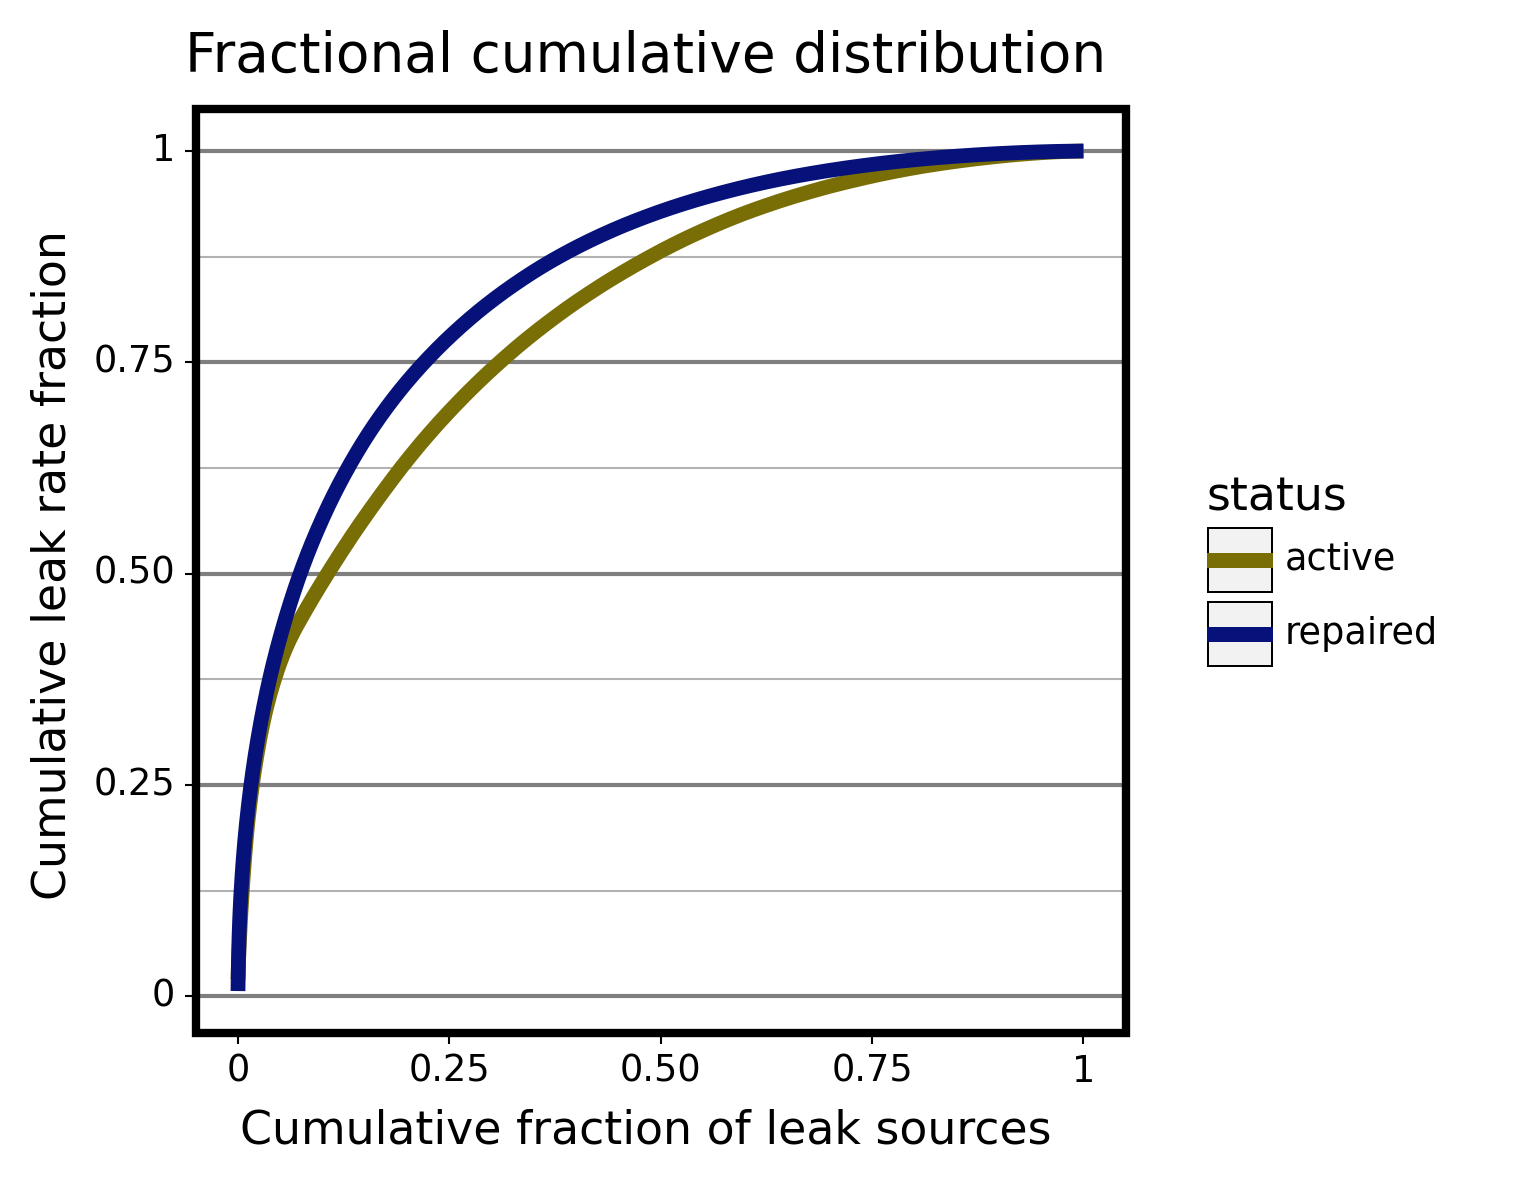 Fractional cumulative distribution
Cumulative leak rate fraction
1
0.75
0.50
0.25
0
0
0.25
0.50
0.75
1
Cumulative fraction of leak sources
status
active
repaired